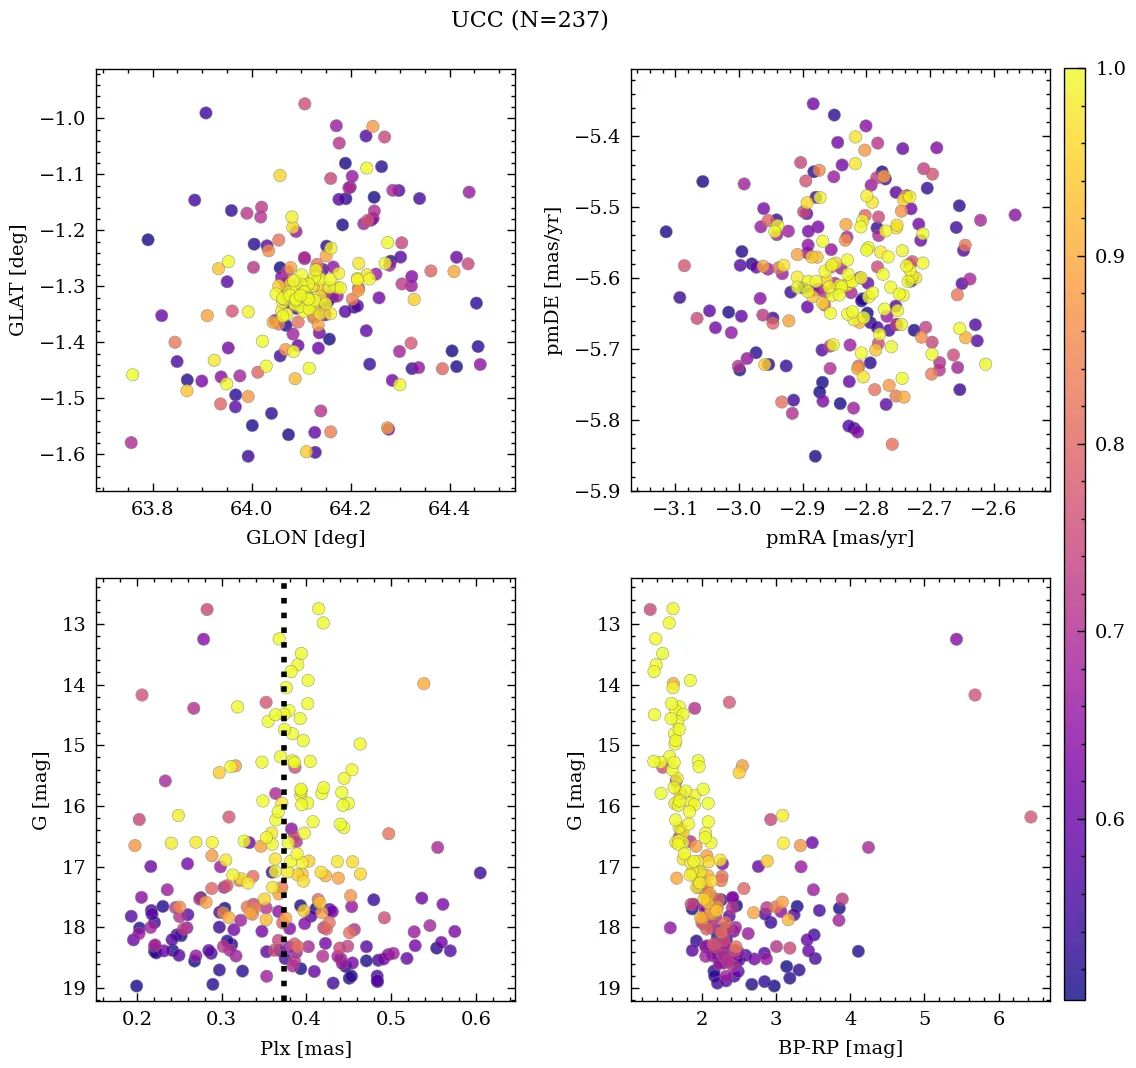 UCC (N=237)
−1.0
−1.1
−1.2
−1.3
−1.4
−1.5
−1.6
GLAT [deg]
63.8 64.0 64.2 64.4
GLON [deg]
−5.4
−5.5
−5.6
−5.7
−5.8
−5.9
pmDE [mas/yr]
−3.1 −3.0 −2.9 −2.8 −2.7 −2.6
pmRA [mas/yr]
1.0
0.9
0.8
0.7
0.6
13
14
15
16
17
18
19
G [mag]
0.2 0.3 0.4 0.5 0.6
Plx [mas]
13
14
15
16
17
18
19
G [mag]
2 3 4 5 6
BP-RP [mag]